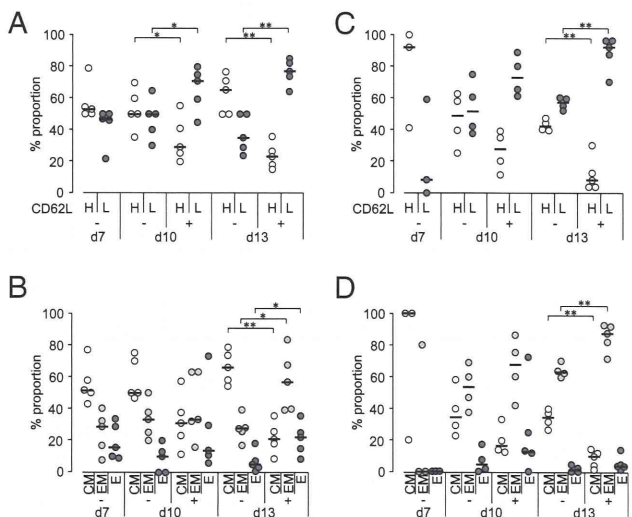 A
100
80
60
40
20
0
% proportion
* * * **
CD62L H L H L H L H L H L
- - + - +
d7 d10 d13
C
100
80
60
40
20
0
% proportion
** **
CD62L H L H L H L H L H L
- - + - +
d7 d10 d13
B
100
80
60
40
20
0
% proportion
* * **
CM EM E CM EM E CM EM E CM EM E CM EM E
- - + - +
d7 d10 d13
D
100
80
60
40
20
0
% proportion
** **
CM EM E CM EM E CM EM E CM EM E CM EM E
- - + - +
d7 d10 d13